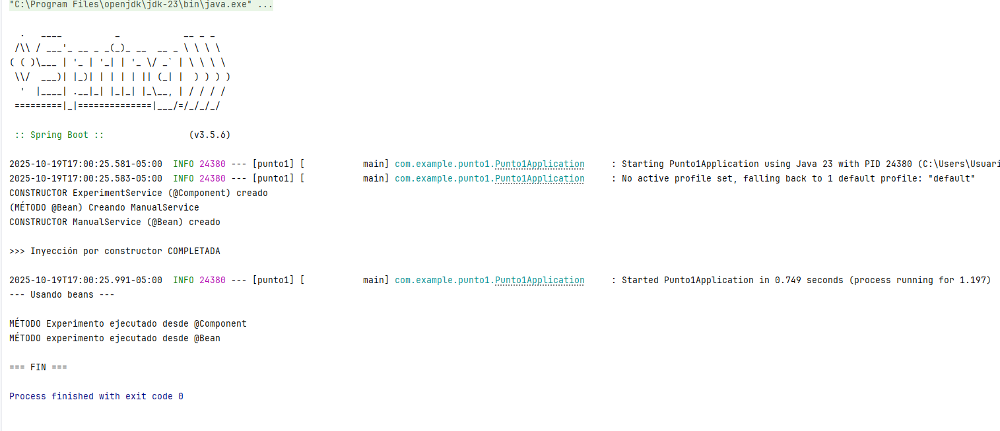 "C:\Program Files\openjdk\jdk-23\bin\java.exe" ...
  .   ____          _            __ _ _
 /\\ / ___'_ __ _ _(_)_ __  __ _ \ \ \ \
( ( )\___ | '_ | '_| | '_ \/ _` | \ \ \ \
 \\/  ___)| |_)| | | | | || (_| |  ) ) ) )
  '  |____| .__|_| |_|_| |_\__, | / / / /
 =========|_|==============|___/=/_/_/_/
 :: Spring Boot ::                (v3.5.6)
2025-10-19T17:00:25.581-05:00  INFO 24380 --- [punto1] [           main] com.example.punto1.Punto1Application     : Starting Punto1Application using Java 23 with PID 24380 (C:\Users\Usuari
2025-10-19T17:00:25.583-05:00  INFO 24380 --- [punto1] [           main] com.example.punto1.Punto1Application     : No active profile set, falling back to 1 default profile: "default"
CONSTRUCTOR ExperimentService (@Component) creado
(MÉTODO @Bean) Creando ManualService
CONSTRUCTOR ManualService (@Bean) creado
>>> Inyección por constructor COMPLETADA
2025-10-19T17:00:25.991-05:00  INFO 24380 --- [punto1] [           main] com.example.punto1.Punto1Application     : Started Punto1Application in 0.749 seconds (process running for 1.197)
--- Usando beans ---
MÉTODO Experimento ejecutado desde @Component
MÉTODO experimento ejecutado desde @Bean
=== FIN ===
Process finished with exit code 0